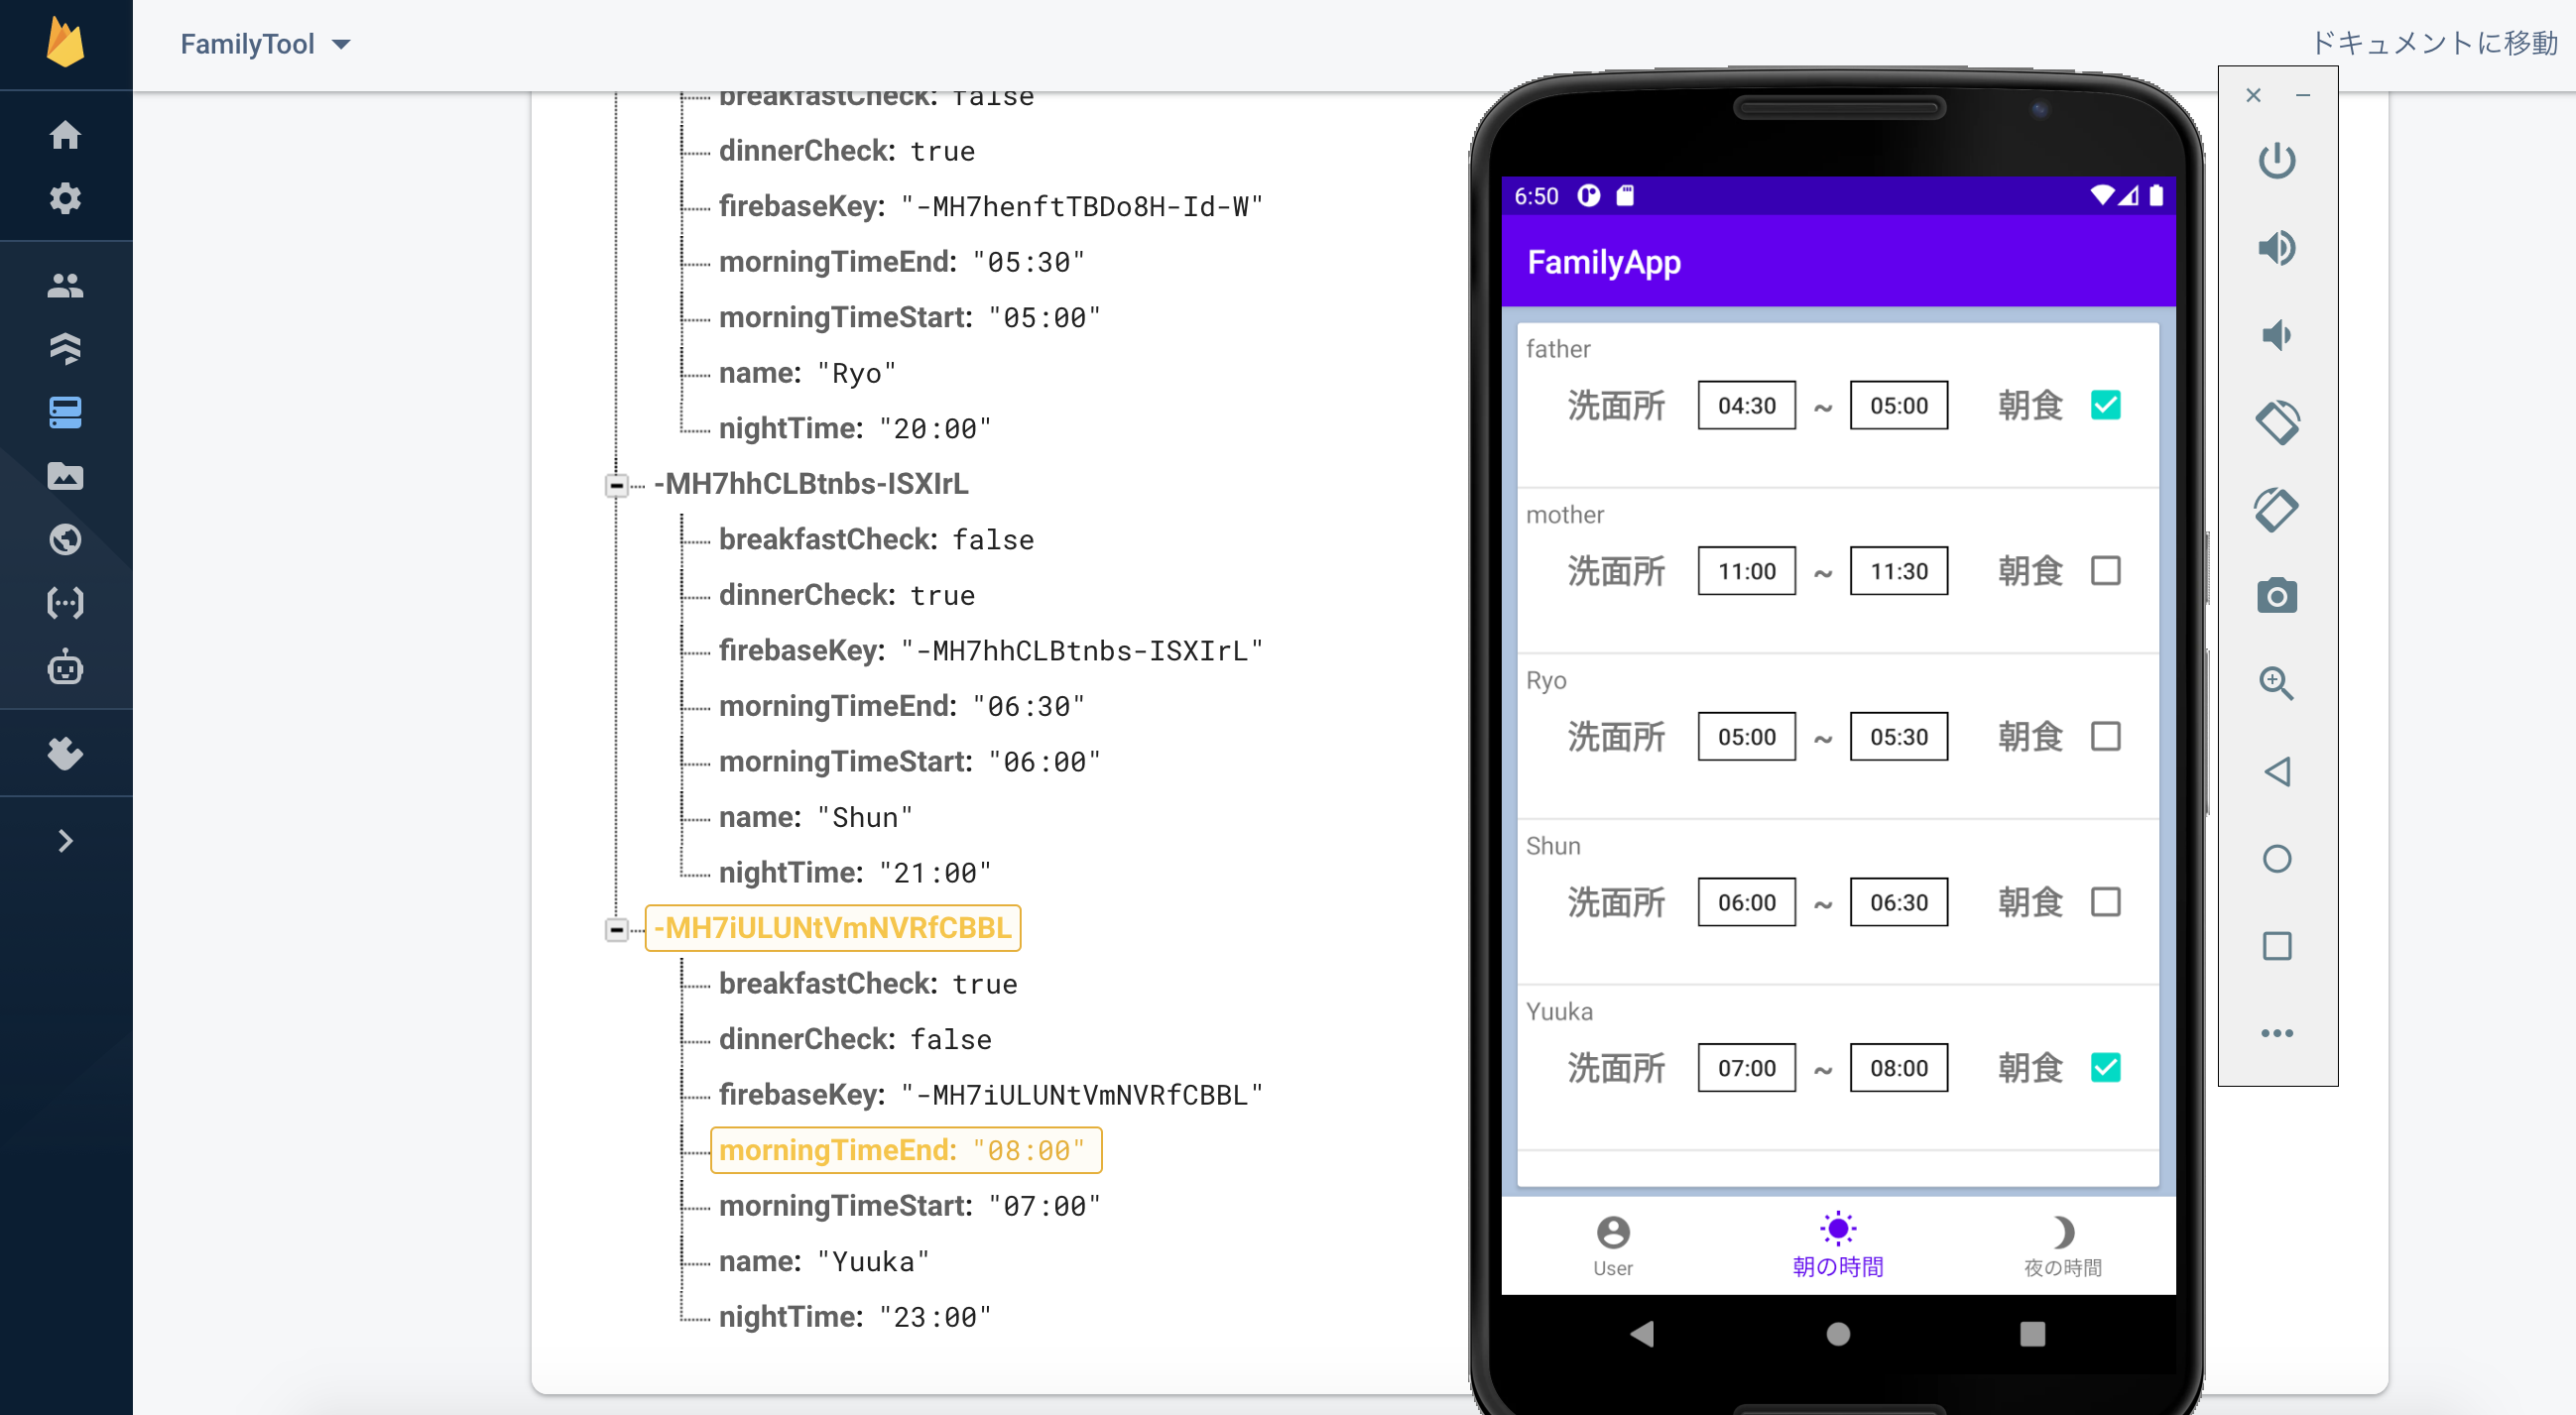 FamilyTool
ドキュメントに移動
breakfastCheck: false
dinnerCheck: true
firebaseKey: "-MH7henftTBDo8H-Id-W"
morningTimeEnd: "05:30"
morningTimeStart: "05:00"
name: "Ryo"
nightTime: "20:00"
-MH7hhCLBtnbs-ISXIrL
breakfastCheck: false
dinnerCheck: true
firebaseKey: "-MH7hhCLBtnbs-ISXIrL"
morningTimeEnd: "06:30"
morningTimeStart: "06:00"
name: "Shun"
nightTime: "21:00"
-MH7iULUNtVmNVRfCBBL
breakfastCheck: true
dinnerCheck: false
firebaseKey: "-MH7iULUNtVmNVRfCBBL"
morningTimeEnd: "08:00"
morningTimeStart: "07:00"
name: "Yuuka"
nightTime: "23:00"
6:50
FamilyApp
father
洗面所 04:30 ~ 05:00 朝食
mother
洗面所 11:00 ~ 11:30 朝食
Ryo
洗面所 05:00 ~ 05:30 朝食
Shun
洗面所 06:00 ~ 06:30 朝食
Yuuka
洗面所 07:00 ~ 08:00 朝食
User 朝の時間 夜の時間